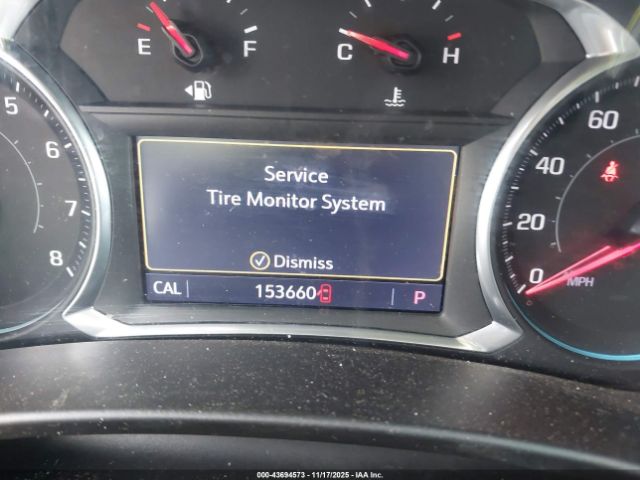 E F
C H
5
6
7
8
Service
Tire Monitor System
Dismiss
CAL
153660
P
60
40
20
0
MPH
000-43694573 - 11/17/2025 - IAA Inc.